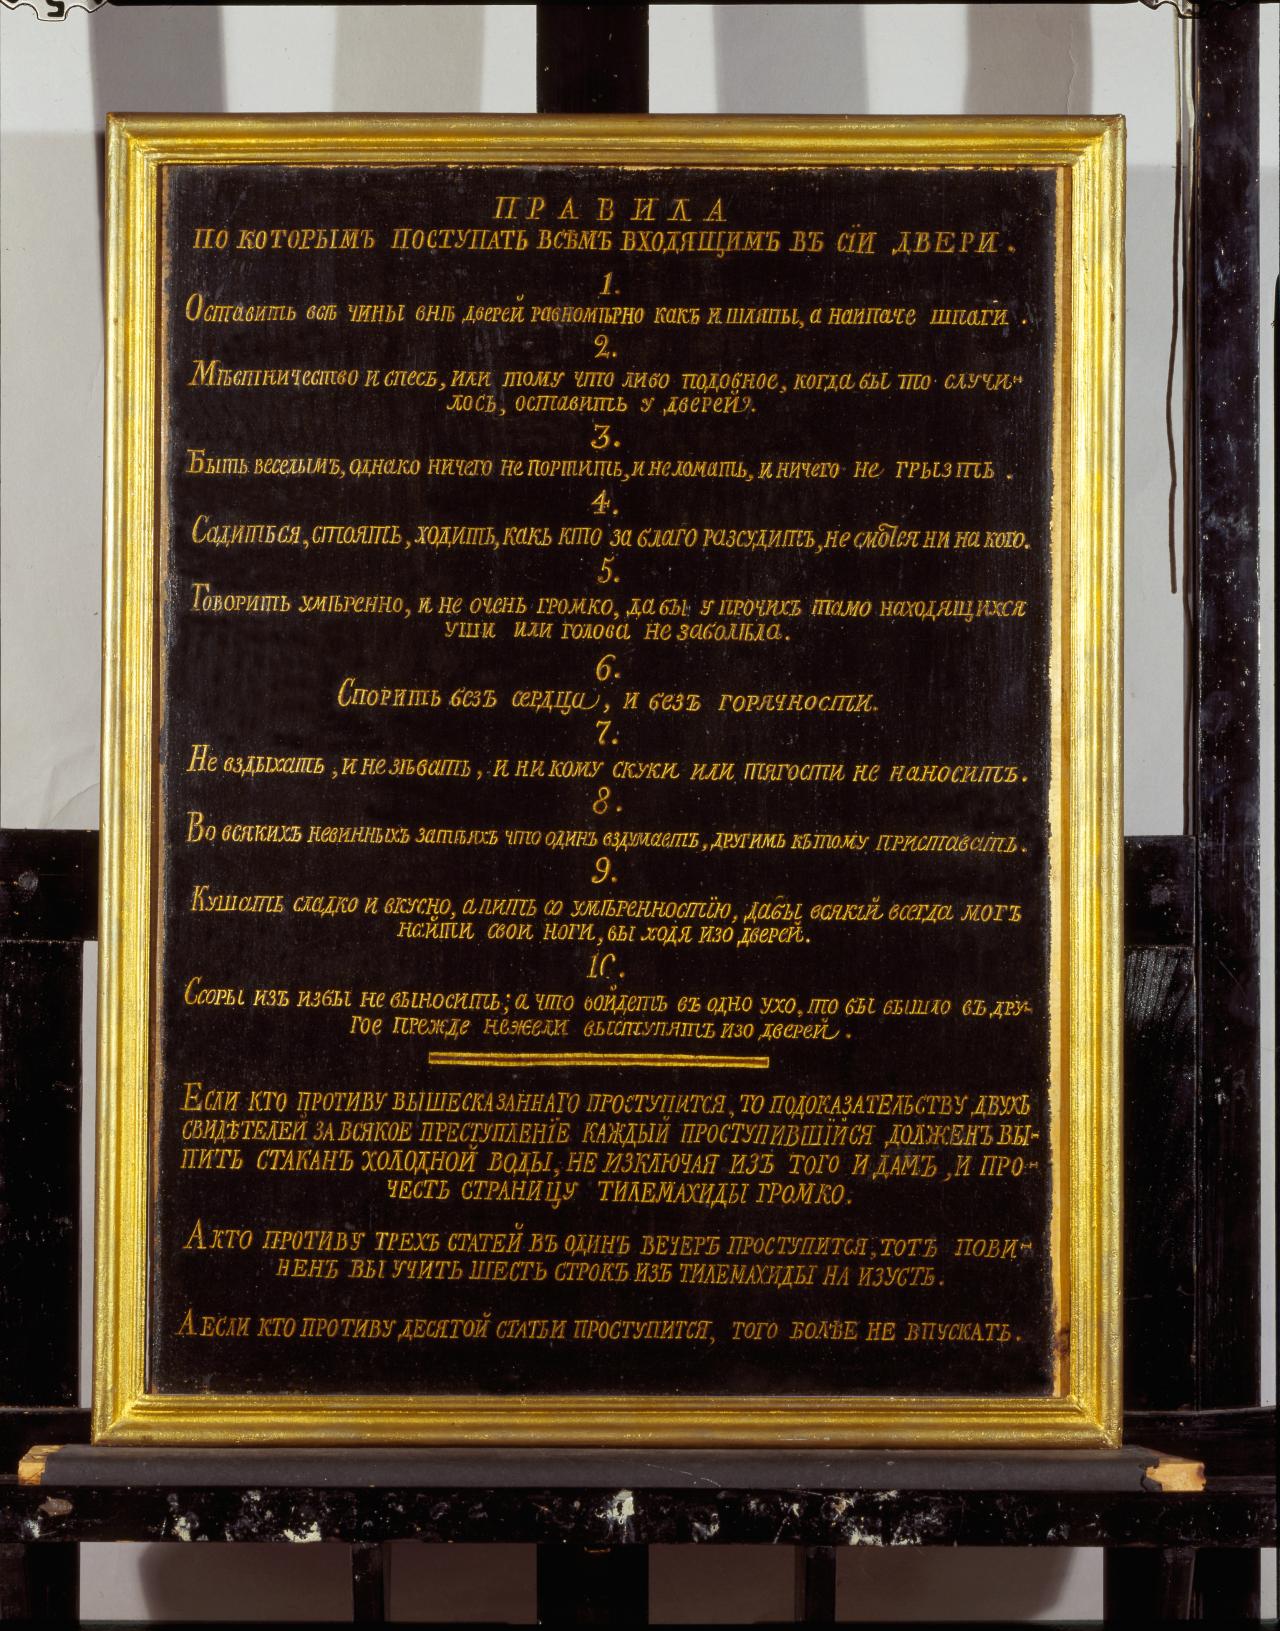 ПРАВИЛА
ПО КОТОРЫМЪ ПОСТУПАТЬ ВСѢМЪ ВХОДЯЩИМЪ ВЪ СІИ ДВЕРИ.
1.
Оставить всѣ чины внѣ дверей равномѣрно какъ и шляпы, а наипаче шпаги.
2.
Мѣстничество и спесь, или тому что либо подобное, когда бы то случи-
лось, оставить у дверей.
3.
Быть веселымъ, однако ничего не портить, и не ломать, и ничего не грызть.
4.
Садиться, стоять, ходить, какъ кто за благо разсудитъ, не смотря ни на кого.
5.
Говорить умѣренно, и не очень громко, дабы у прочихъ тамо находящихся
уши или голова не заболѣла.
6.
Спорить безъ сердца, и безъ горячности.
7.
Не вздыхать, и не зѣвать, и никому скуки или тягости не наносить.
8.
Во всякихъ невинныхъ затѣяхъ что одинъ вздумаетъ, другимъ къ тому приставать.
9.
Кушать сладко и вкусно, а пить со умѣренностїю, дабы всякій всегда могъ
найти свои ноги, вы ходя изо дверей.
10.
Ссоры изъ избы не выносить; а что войдетъ въ одно ухо, то бы вышло въ дру-
гое прежде нежели выступятъ изо дверей.
ЕСЛИ КТО ПРОТИВУ ВЫШЕСКАЗАННАГО ПРОСТУПИТСЯ, ТО ПОДОКАЗАТЕЛЬСТВУ ДВУХЪ
СВИДѢТЕЛЕЙ ЗА ВСЯКОЕ ПРЕСТУПЛЕНЇЕ КАЖДЫЙ ПРОСТУПИВШЇЙСЯ ДОЛЖЕНЪ ВЫ-
ПИТЬ СТАКАНЪ ХОЛОДНОЙ ВОДЫ, НЕ ИЗКЛЮЧАЯ ИЗЪ ТОГО И ДАМЪ, И ПРО-
ЧЕСТЬ СТРАНИЦУ ТИЛЕМАХИДЫ ГРОМКО.
А КТО ПРОТИВУ ТРЕХЪ СТАТЕЙ ВЪ ОДИНЪ ВЕЧЕРЪ ПРОСТУПИТСЯ, ТОТЪ ПОВИ-
НЕНЪ ВЫ УЧИТЬ ШЕСТЬ СТРОКЪ ИЗЪ ТИЛЕМАХИДЫ НА ИЗУСТЬ.
А ЕСЛИ КТО ПРОТИВУ ДЕСЯТОЙ СТАТЬИ ПРОСТУПИТСЯ, ТОГО БОЛѢЕ НЕ ВПУСКАТЬ.